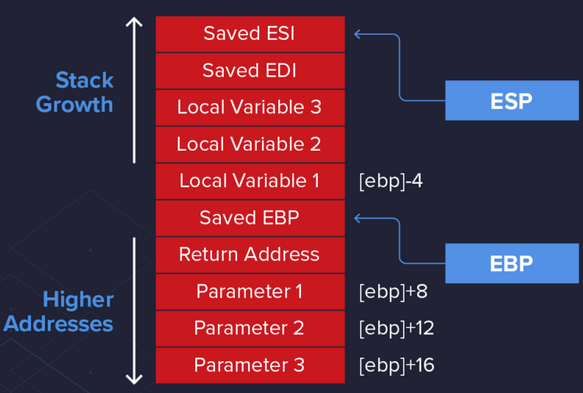 Saved ESI
Saved EDI
Stack
Growth
ESP
Local Variable 3
Local Variable 2
Local Variable 1 [ebp]-4
Saved EBP
Return Address
EBP
Higher
Addresses
Parameter 1 [ebp]+8
Parameter 2 [ebp]+12
Parameter 3 [ebp]+16